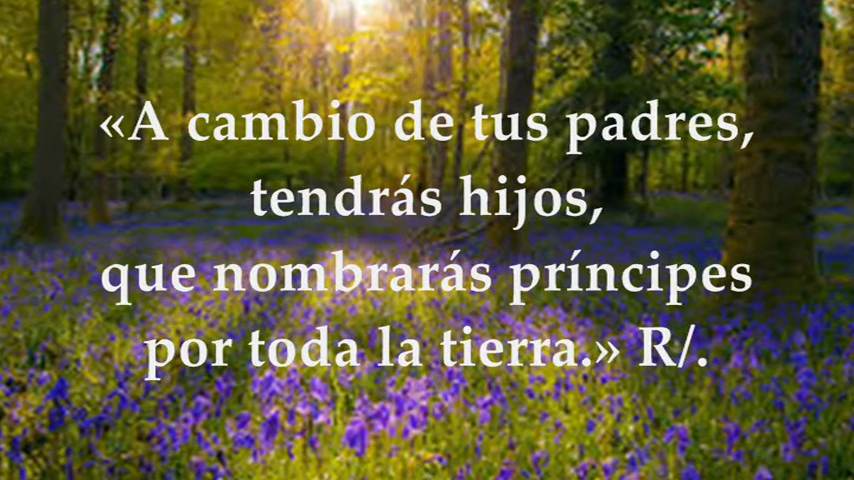 «A cambio de tus padres,
tendrás hijos,
que nombrarás príncipes
por toda la tierra.» R/.